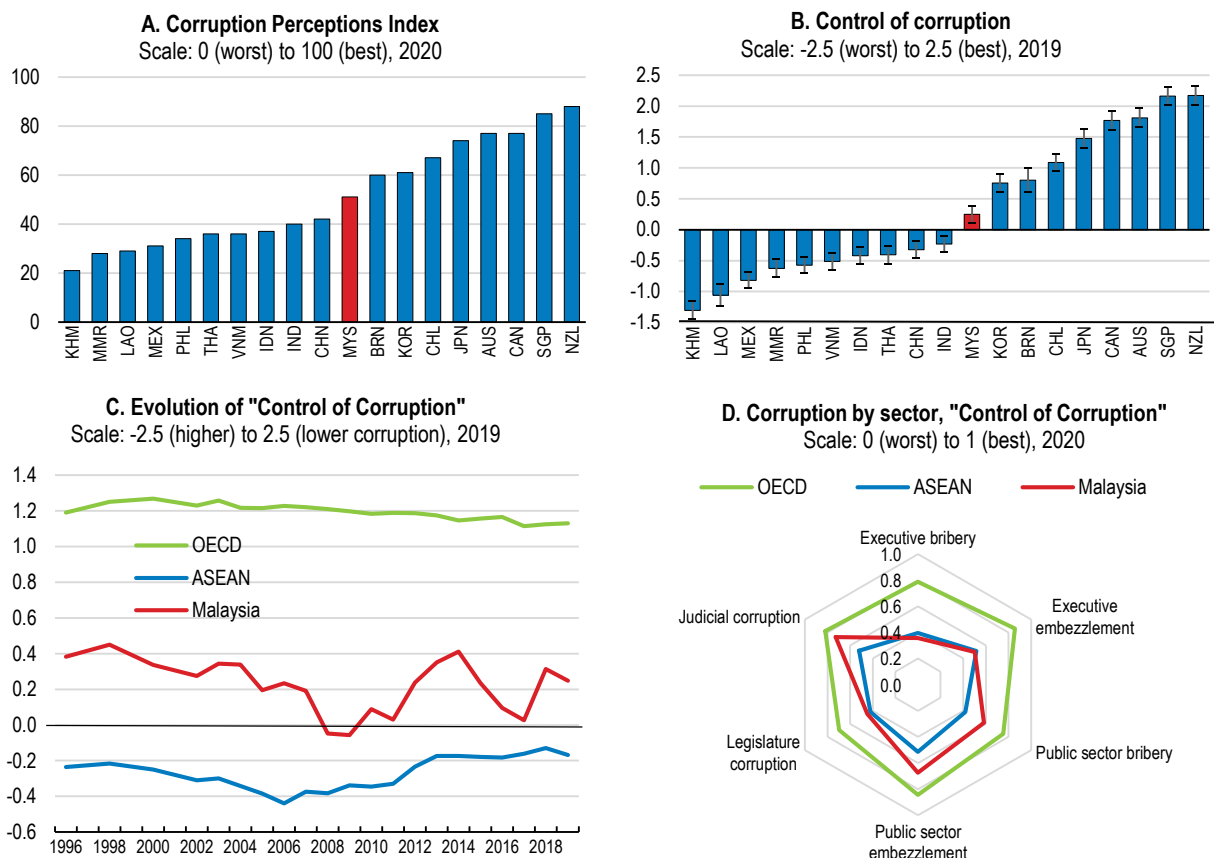 A. Corruption Perceptions Index
Scale: 0 (worst) to 100 (best), 2020
100
80
60
40
20
0
KHM MMR LAO MEX PHL THA VNM IDN IND CHN MYS BRN KOR CHL JPN AUS CAN SGP NZL
B. Control of corruption
Scale: -2.5 (worst) to 2.5 (best), 2019
2.5
2.0
1.5
1.0
0.5
0.0
-0.5
-1.0
-1.5
KHM LAO MEX MMR PHL VNM IDN THA CHN IND MYS KOR BRN CHL JPN CAN AUS SGP NZL
C. Evolution of "Control of Corruption"
Scale: -2.5 (higher) to 2.5 (lower corruption), 2019
1.4
1.2
1.0
0.8
0.6
0.4
0.2
0.0
-0.2
-0.4
-0.6
OECD
ASEAN
Malaysia
1996 1998 2000 2002 2004 2006 2008 2010 2012 2014 2016 2018
D. Corruption by sector, "Control of Corruption"
Scale: 0 (worst) to 1 (best), 2020
OECD ASEAN Malaysia
Executive bribery
1.0
0.8
0.6
0.4
0.2
0.0
Executive
embezzlement
Public sector bribery
Public sector
embezzlement
Legislature
corruption
Judicial corruption